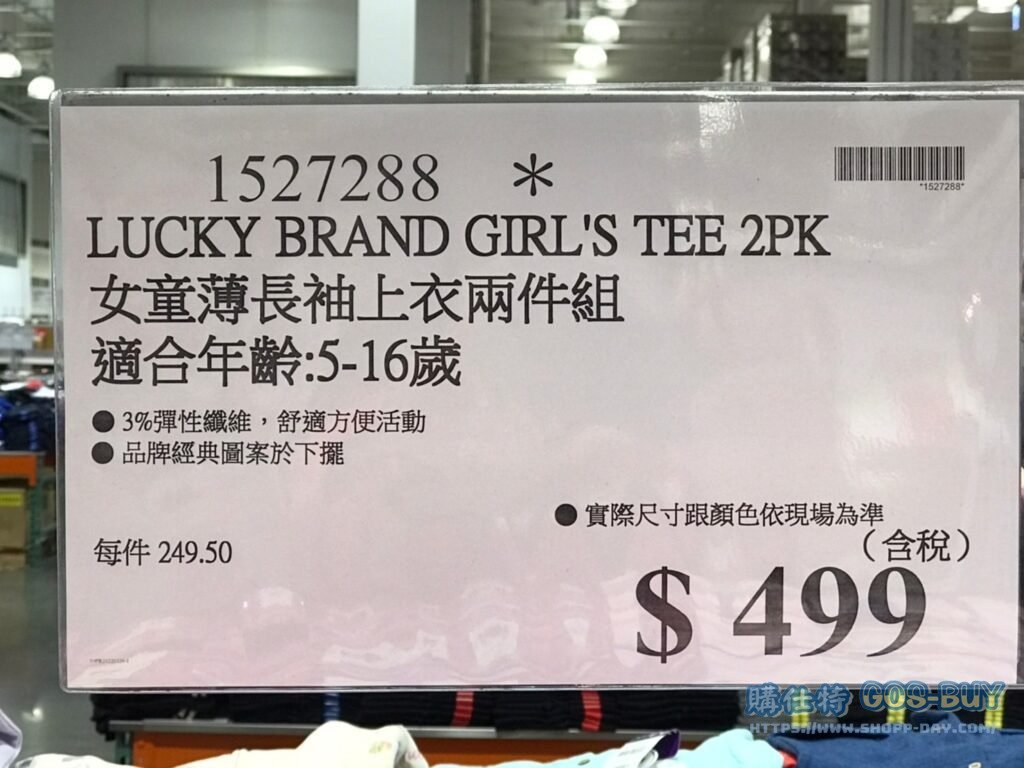 1527288 *
*1527288*
LUCKY BRAND GIRL'S TEE 2PK
女童薄長袖上衣兩件組
適合年齡:5-16歲
● 3%彈性纖維，舒適方便活動
● 品牌經典圖案於下擺
● 實際尺寸跟顏色依現場為準
（含稅）
每件 249.50
$ 499
購仕特 COS-BUY
HTTPS://WWW.SHOPP-DAY.COM/